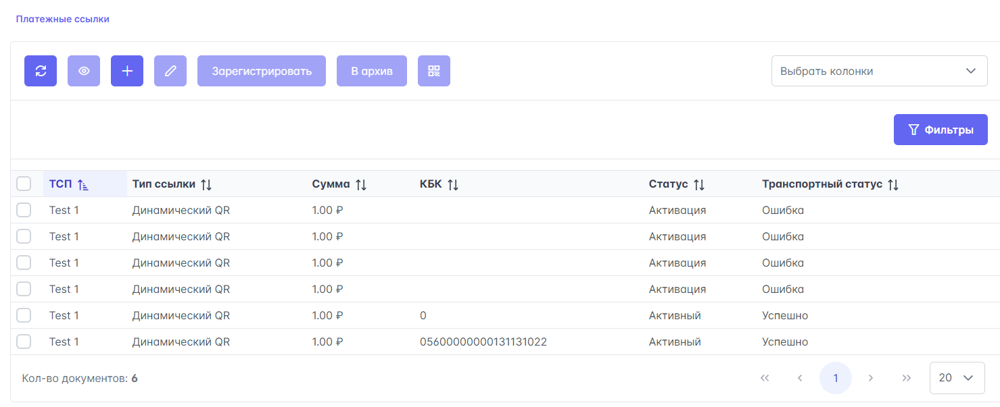 Платежные ссылки
Зарегистрировать В архив Выбрать колонки
Фильтры
ТСП Тип ссылки Сумма КБК Статус Транспортный статус
Test 1 Динамический QR 1.00 ₽ Активация Ошибка
Test 1 Динамический QR 1.00 ₽ Активация Ошибка
Test 1 Динамический QR 1.00 ₽ Активация Ошибка
Test 1 Динамический QR 1.00 ₽ Активация Ошибка
Test 1 Динамический QR 1.00 ₽ 0 Активный Успешно
Test 1 Динамический QR 1.00 ₽ 05600000000131131022 Активный Успешно
Кол-во документов: 6 1 20